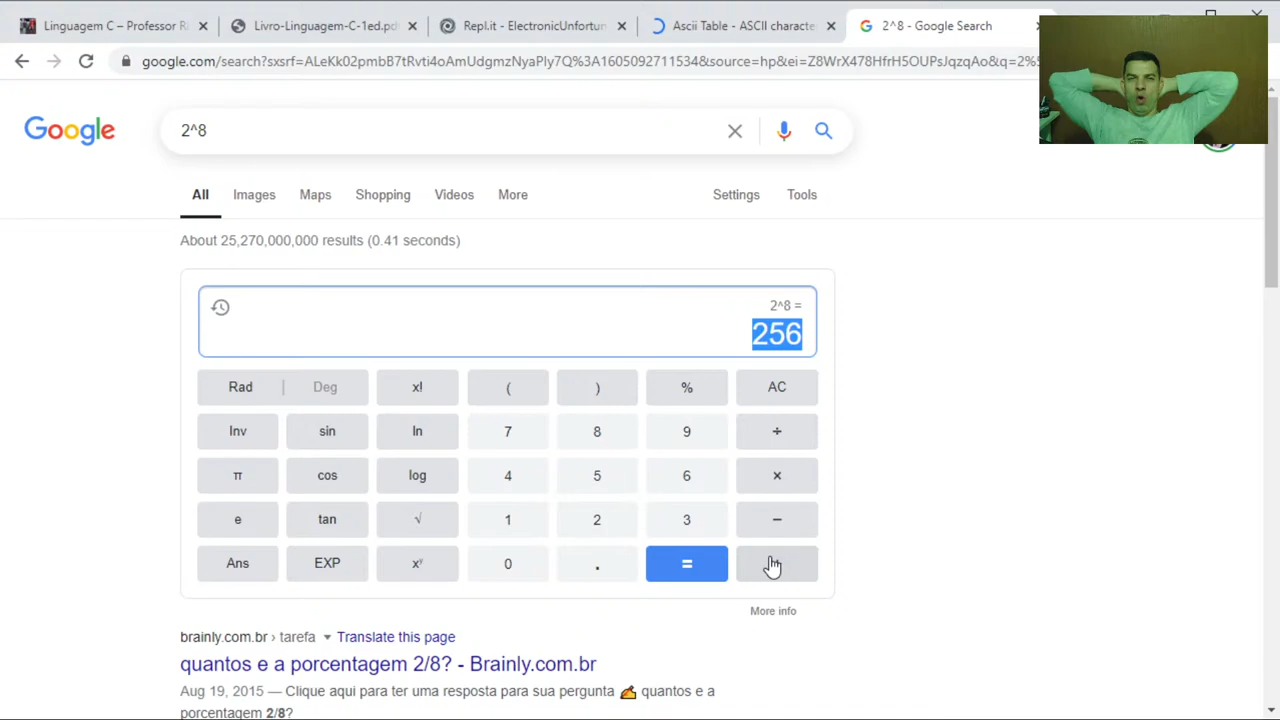 Linguagem C – Professor R
Livro-Linguagem-C-1ed.pd
Repl.it - ElectronicUnfortun
Ascii Table - ASCII characte
2^8 - Google Search
google.com/search?sxsrf=ALeKk02pmbB7tRvti4oAmUdgmzNyaPIy7Q%3A1605092711534&source=hp&ei=Z8WrX478HfrH5OUPsJqzqAo&q=2%5
Google
2^8
All Images Maps Shopping Videos More Settings Tools
About 25,270,000,000 results (0.41 seconds)
2^8 =
256
Rad | Deg x! ( ) % AC
Inv sin ln 7 8 9 ÷
π cos log 4 5 6 ×
e tan √ 1 2 3 −
Ans EXP xʸ 0 . =
More info
brainly.com.br › tarefa ▾ Translate this page
quantos e a porcentagem 2/8? - Brainly.com.br
Aug 19, 2015 — Clique aqui para ter uma resposta para sua pergunta ✍ quantos e a
porcentagem 2/8?